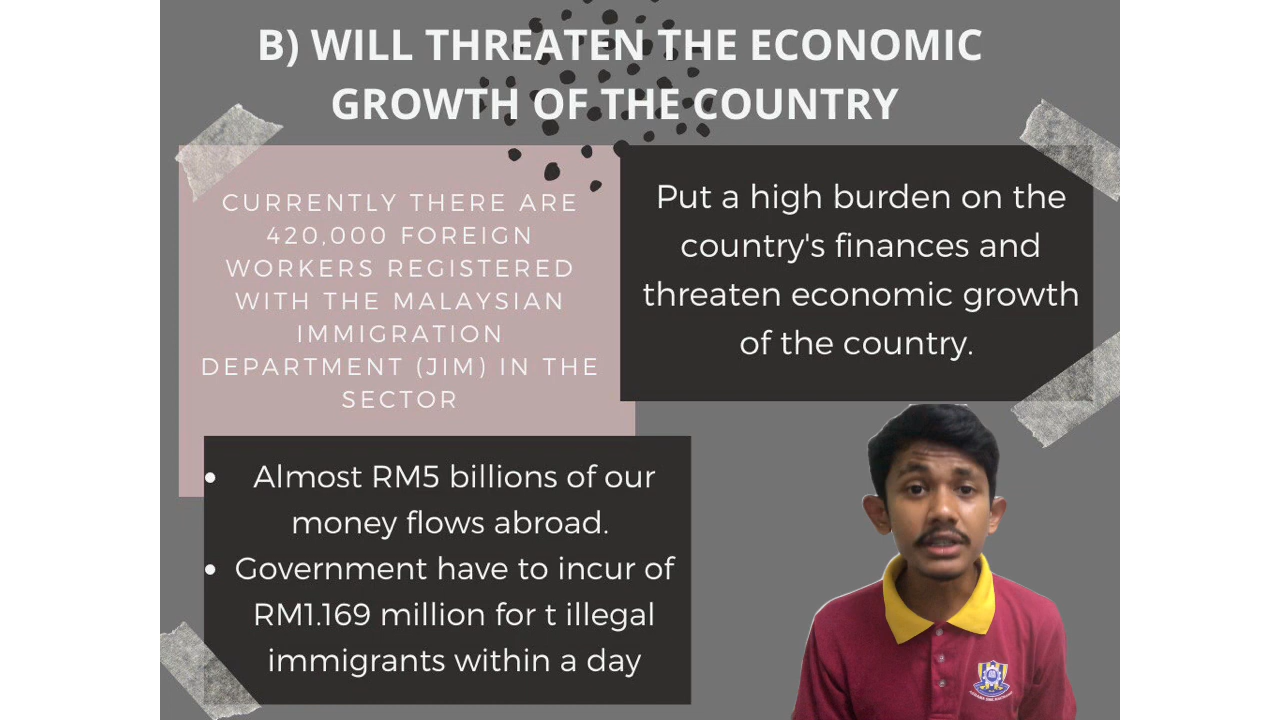 B) WILL THREATEN THE ECONOMIC
GROWTH OF THE COUNTRY
CURRENTLY THERE ARE
420,000 FOREIGN
WORKERS REGISTERED
WITH THE MALAYSIAN
IMMIGRATION
DEPARTMENT (JIM) IN THE
SECTOR
Put a high burden on the
country's finances and
threaten economic growth
of the country.
• Almost RM5 billions of our
money flows abroad.
• Government have to incur of
RM1.169 million for t illegal
immigrants within a day